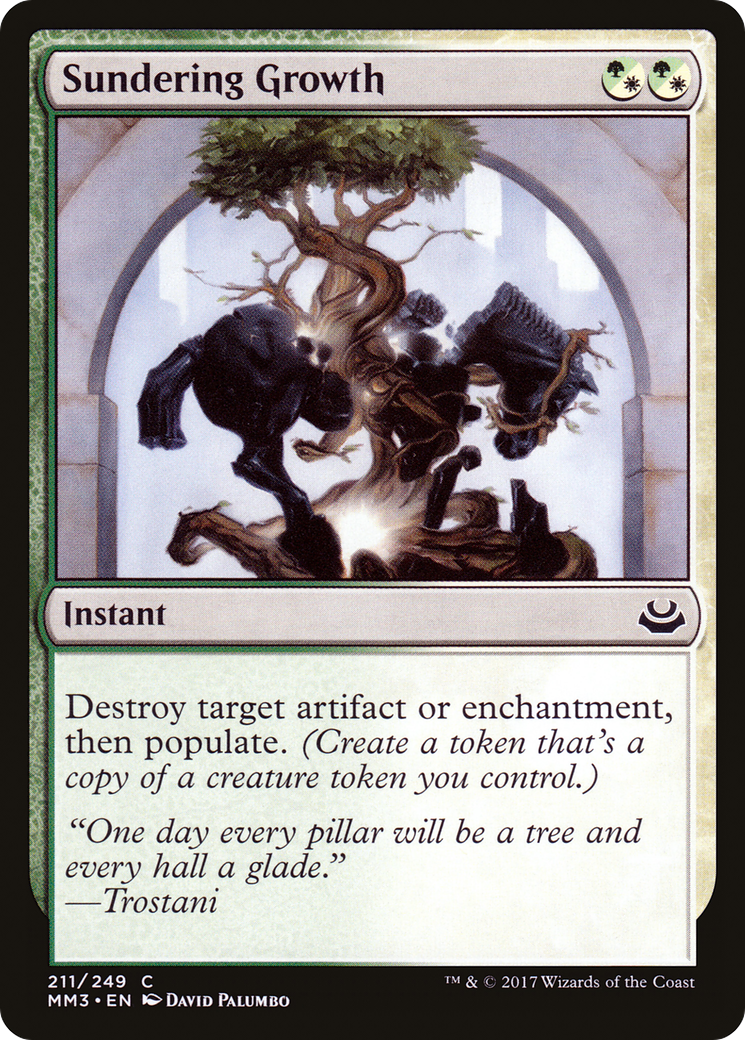 Sundering Growth
Instant
Destroy target artifact or enchantment,
then populate. (Create a token that's a
copy of a creature token you control.)
"One day every pillar will be a tree and
every hall a glade."
—Trostani
211/249 C
MM3 • EN David Palumbo
™ & © 2017 Wizards of the Coast